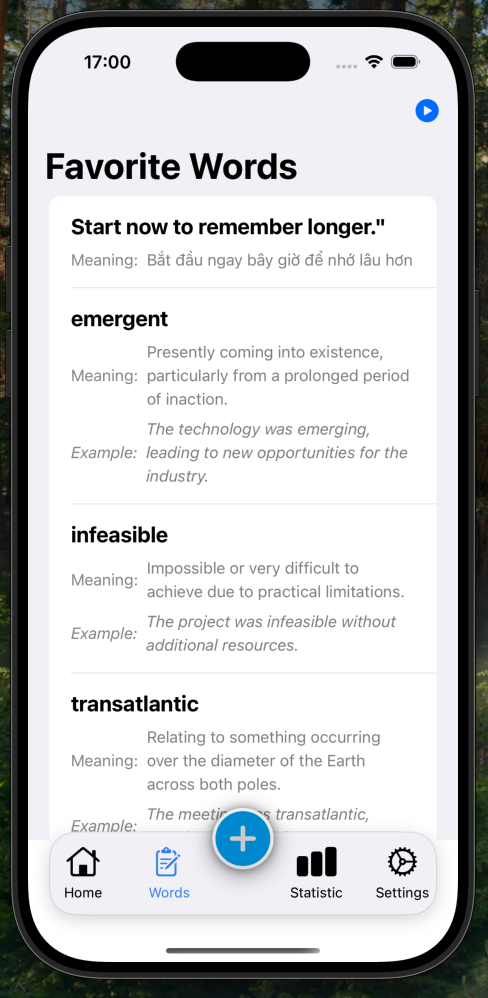 17:00
Favorite Words
Start now to remember longer."
Meaning: Bắt đầu ngay bây giờ để nhớ lâu hơn
emergent
Presently coming into existence,
Meaning: particularly from a prolonged period
of inaction.
The technology was emerging,
Example: leading to new opportunities for the
industry.
infeasible
Meaning: Impossible or very difficult to
achieve due to practical limitations.
Example: The project was infeasible without
additional resources.
transatlantic
Relating to something occurring
Meaning: over the diameter of the Earth
across both poles.
Example: The transatlantic,
Home
Words
Statistic
Settings